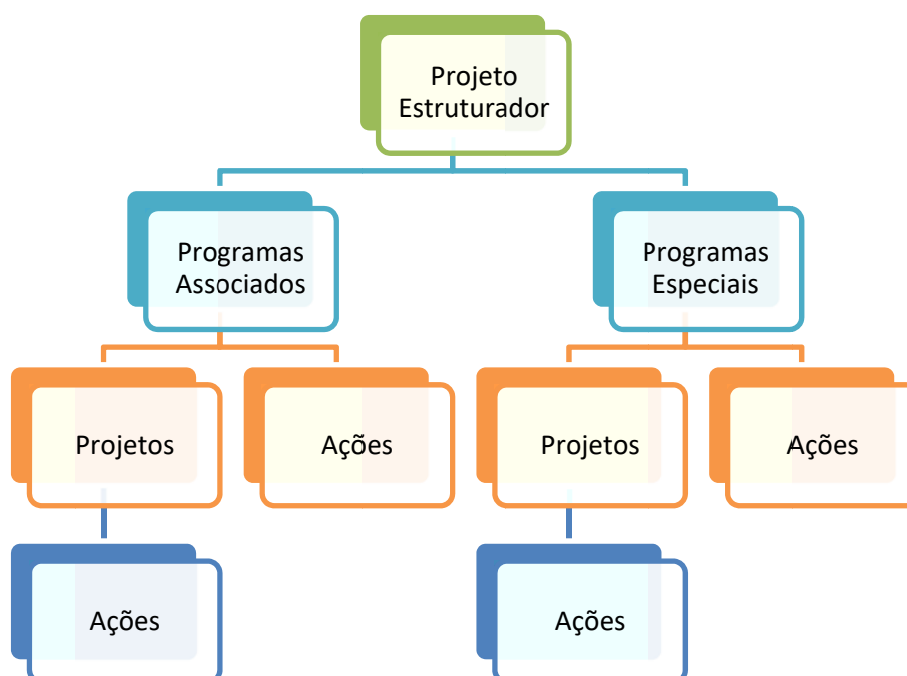 Projeto
Estruturador
Programas
Associados
Programas
Especiais
Projetos
Ações
Projetos
Ações
Ações
Ações